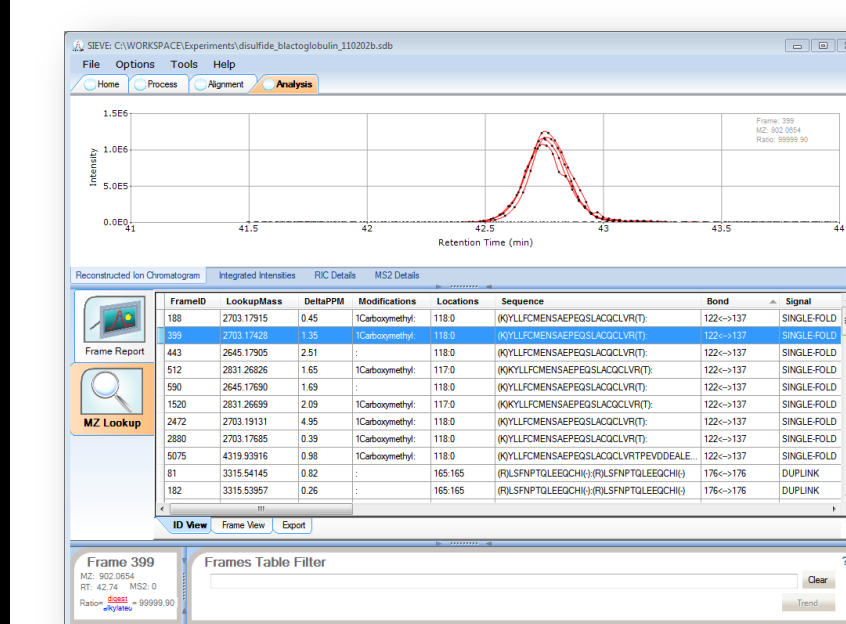 SIEVE: C:\WORKSPACE\Experiments\disulfide_blactoglobulin_110202b.sdb
File Options Tools Help
Home Process Alignment Analysis
1.5E6
1.0E6
5.0E5
0.0E0
Intensity
Frame: 399
MZ: 902.0654
Ratio: 99999.90
41 41.5 42 42.5 43 43.5 44
Retention Time (min)
Reconstructed Ion Chromatogram Integrated Intensities RIC Details MS2 Details
Frame Report
MZ Lookup
FrameID LookupMass DeltaPPM Modifications Locations Sequence Bond Signal
188 2703.17915 0.45 1Carboxymethyl: 118:0 (K)YLLFCMENSAEPEQSLACQCLVR(T): 122<-->137 SINGLE-FOLD
399 2703.17428 1.35 1Carboxymethyl: 118:0 (K)YLLFCMENSAEPEQSLACQCLVR(T): 122<-->137 SINGLE-FOLD
443 2645.17905 2.51 : 118:0 (K)YLLFCMENSAEPEQSLACQCLVR(T): 122<-->137 SINGLE-FOLD
512 2831.26826 1.65 1Carboxymethyl: 117:0 (K)KYLLFCMENSAEPEQSLACQCLVR(T): 122<-->137 SINGLE-FOLD
590 2645.17690 1.69 : 118:0 (K)YLLFCMENSAEPEQSLACQCLVR(T): 122<-->137 SINGLE-FOLD
1520 2831.26699 2.09 1Carboxymethyl: 117:0 (K)KYLLFCMENSAEPEQSLACQCLVR(T): 122<-->137 SINGLE-FOLD
2472 2703.19131 4.95 1Carboxymethyl: 118:0 (K)YLLFCMENSAEPEQSLACQCLVR(T): 122<-->137 SINGLE-FOLD
2880 2703.17685 0.39 1Carboxymethyl: 118:0 (K)YLLFCMENSAEPEQSLACQCLVR(T): 122<-->137 SINGLE-FOLD
5075 4319.93916 0.98 1Carboxymethyl: 118:0 (K)YLLFCMENSAEPEQSLACQCLVRTPEVDDEALE... 122<-->137 SINGLE-FOLD
81 3315.54145 0.82 : 165:165 (R)LSFNPTQLEEQCHI(-):(R)LSFNPTQLEEQCHI(-) 176<-->176 DUPLINK
182 3315.53957 0.26 : 165:165 (R)LSFNPTQLEEQCHI(-):(R)LSFNPTQLEEQCHI(-) 176<-->176 DUPLINK
ID View Frame View Export
Frame 399
MZ: 902.0654
RT: 42.74 MS2: 0
Ratio= digest = 99999.90
Frames Table Filter
Clear
Trend